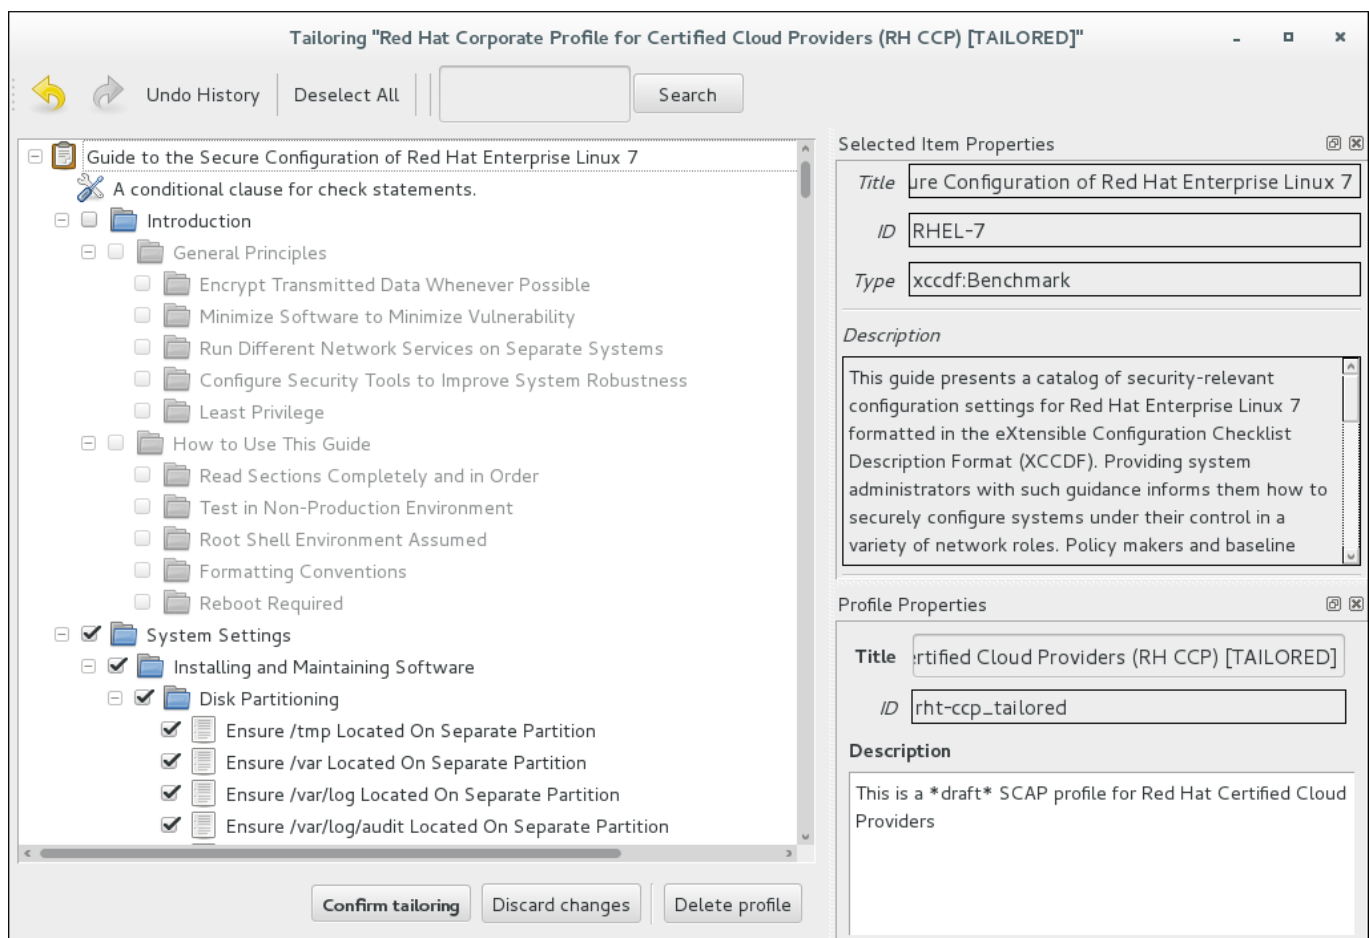 Tailoring "Red Hat Corporate Profile for Certified Cloud Providers (RH CCP) [TAILORED]"
Undo History
Deselect All
Search
Guide to the Secure Configuration of Red Hat Enterprise Linux 7
A conditional clause for check statements.
Introduction
General Principles
Encrypt Transmitted Data Whenever Possible
Minimize Software to Minimize Vulnerability
Run Different Network Services on Separate Systems
Configure Security Tools to Improve System Robustness
Least Privilege
How to Use This Guide
Read Sections Completely and in Order
Test in Non-Production Environment
Root Shell Environment Assumed
Formatting Conventions
Reboot Required
System Settings
Installing and Maintaining Software
Disk Partitioning
Ensure /tmp Located On Separate Partition
Ensure /var Located On Separate Partition
Ensure /var/log Located On Separate Partition
Ensure /var/log/audit Located On Separate Partition
Confirm tailoring
Discard changes
Delete profile
Selected Item Properties
Title ure Configuration of Red Hat Enterprise Linux 7
ID RHEL-7
Type xccdf:Benchmark
Description
This guide presents a catalog of security-relevant
configuration settings for Red Hat Enterprise Linux 7
formatted in the eXtensible Configuration Checklist
Description Format (XCCDF). Providing system
administrators with such guidance informs them how to
securely configure systems under their control in a
variety of network roles. Policy makers and baseline
Profile Properties
Title rtified Cloud Providers (RH CCP) [TAILORED]
ID rht-ccp_tailored
Description
This is a *draft* SCAP profile for Red Hat Certified Cloud
Providers